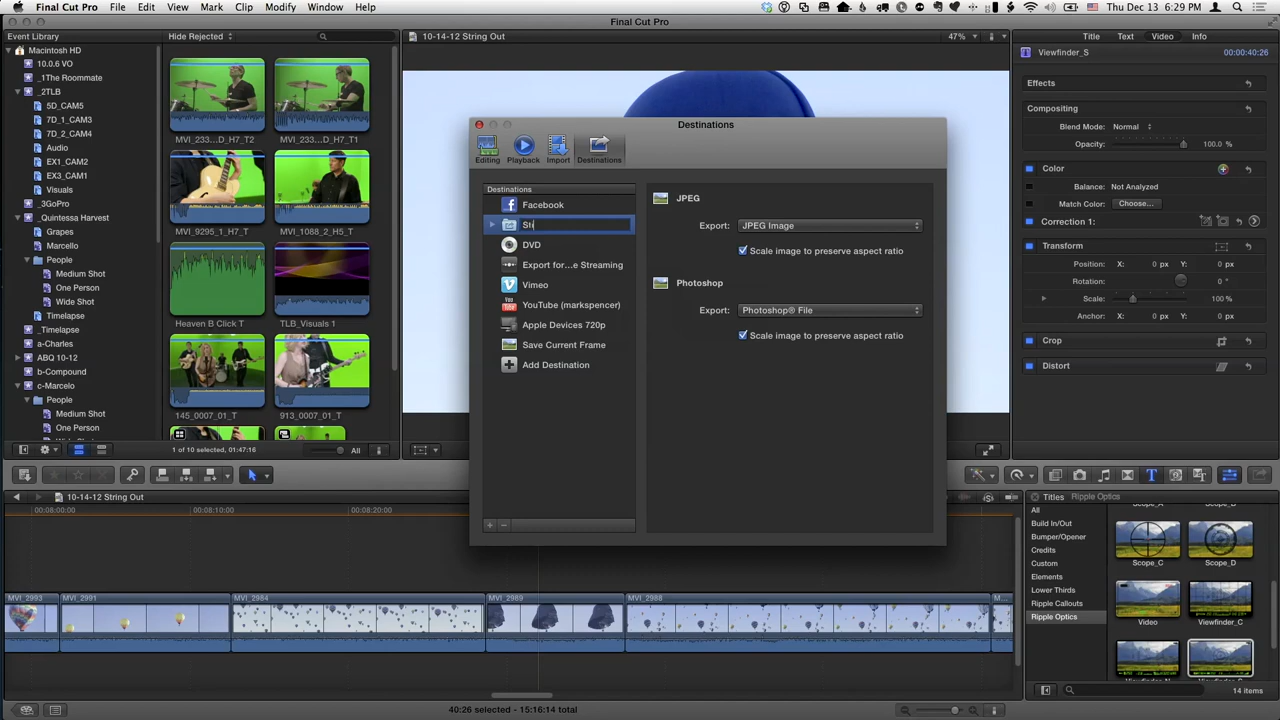 Final Cut Pro File Edit View Mark Clip Modify Window Help
Thu Dec 13 6:29 PM
Final Cut Pro
Event Library
Macintosh HD
10.0.6 VO
_1The Roommate
_2TLB
5D_CAM5
7D_1_CAM3
7D_2_CAM4
Audio
EX1_CAM2
EX3_CAM1
Visuals
_3GoPro
_Quintessa Harvest
Grapes
Marcello
People
Medium Shot
One Person
Wide Shot
Timelapse
_Timelapse
a-Charles
ABQ 10-12
b-Compound
c-Marcelo
People
Medium Shot
One Person
Hide Rejected
MVI_233...D_H7_T2
MVI_233...D_H7_T1
MVI_9295_1_H7_T
MVI_1088_2_H5_T
Heaven B Click T
TLB_Visuals 1
145_0007_01_T
913_0007_01_T
1 of 10 selected, 01:47:16
All
10-14-12 String Out
47%
Destinations
Editing Playback Import Destinations
Destinations
Facebook
Sti
DVD
Export for...e Streaming
Vimeo
YouTube (markspencer)
Apple Devices 720p
Save Current Frame
Add Destination
JPEG
Export: JPEG Image
Scale image to preserve aspect ratio
Photoshop
Export: Photoshop® File
Scale image to preserve aspect ratio
Title Text Video Info
Viewfinder_S 00:00:40:26
Effects
Compositing
Blend Mode: Normal
Opacity: 100.0 %
Color
Balance: Not Analyzed
Match Color: Choose...
Correction 1:
Transform
Position: X: 0 px Y: 0 px
Rotation: 0 °
Scale: 100 %
Anchor: X: 0 px Y: 0 px
Crop
Distort
10-14-12 String Out
00:08:00:00 00:08:10:00 00:08:20:00
MVI_2993 MVI_2991 MVI_2984 MVI_2989 MVI_2988 M...
Titles Ripple Optics
All
Build In/Out
Bumper/Opener
Credits
Custom
Elements
Lower Thirds
Ripple Callouts
Ripple Optics
Scope_C
Scope_D
Video
Viewfinder_C
14 items
40:26 selected - 15:16:14 total